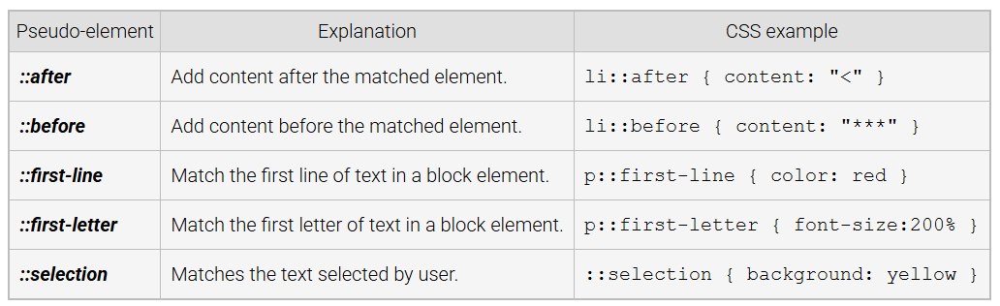 Pseudo-element Explanation CSS example
::after Add content after the matched element. li::after { content: "<" }
::before Add content before the matched element. li::before { content: "***" }
::first-line Match the first line of text in a block element. p::first-line { color: red }
::first-letter Match the first letter of text in a block element. p::first-letter { font-size:200% }
::selection Matches the text selected by user. ::selection { background: yellow }